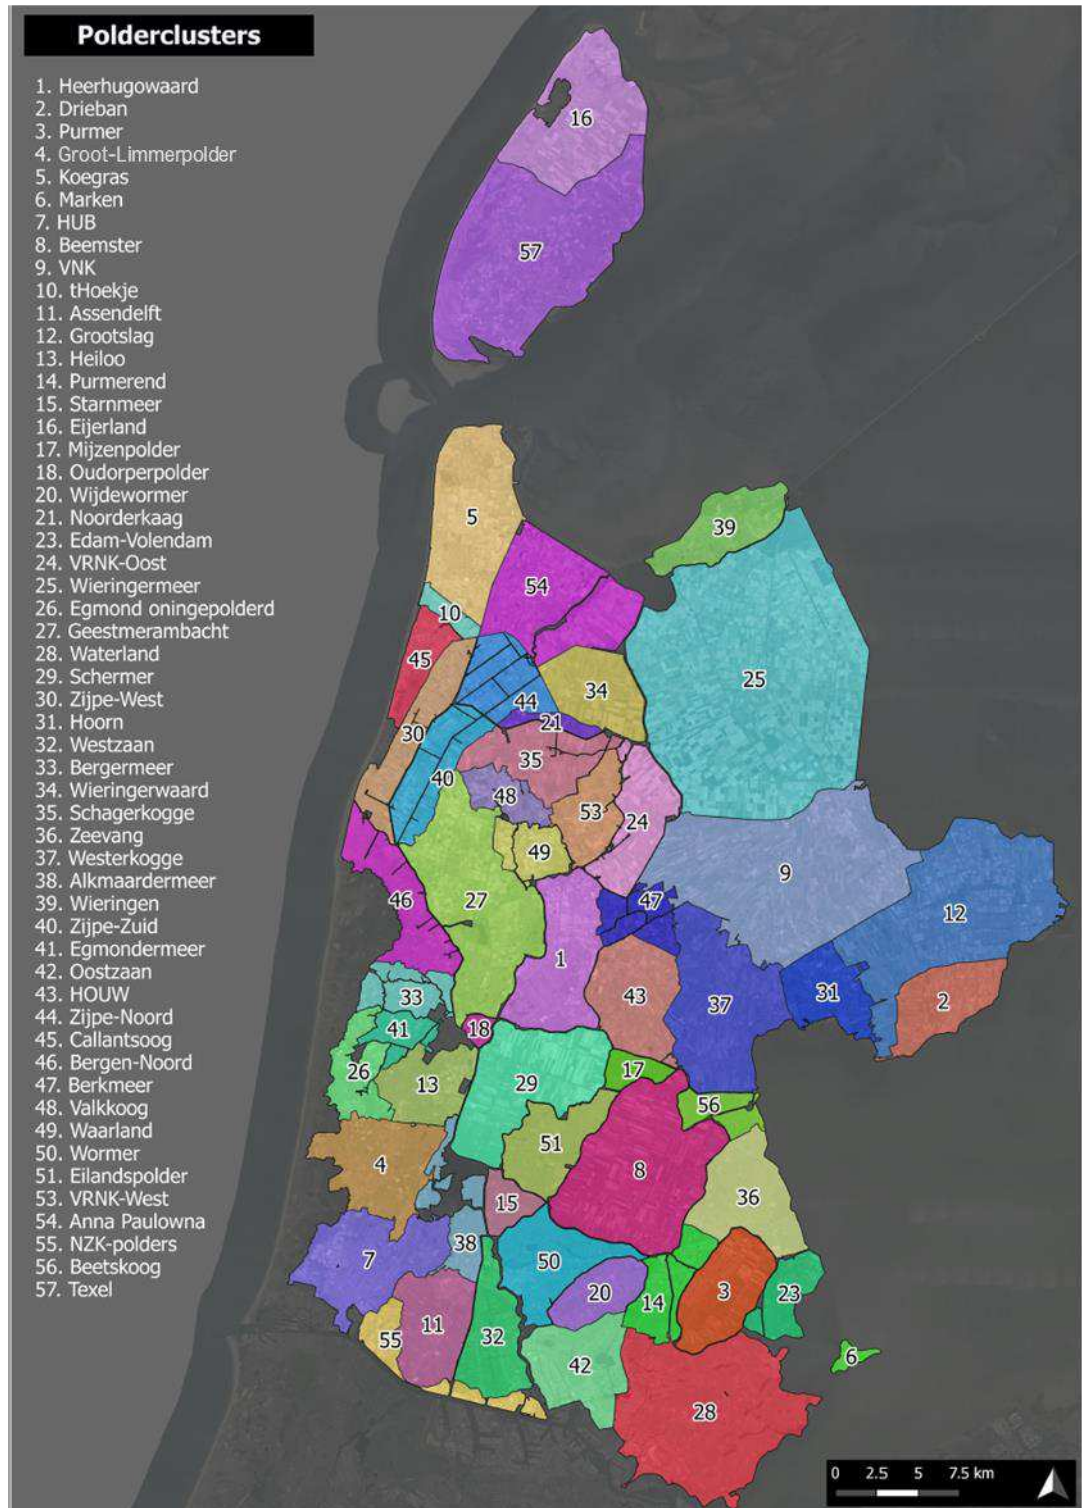 Polderclusters
1. Heerhugowaard
2. Drieban
3. Purmer
4. Groot-Limmerpolder
5. Koegras
6. Marken
7. HUB
8. Beemster
9. VNK
10. tHoekje
11. Assendelft
12. Grootslag
13. Heiloo
14. Purmerend
15. Starnmeer
16. Eijerland
17. Mijzenpolder
18. Oudorperpolder
20. Wijdewormer
21. Noorderkaag
23. Edam-Volendam
24. VRNK-Oost
25. Wieringermeer
26. Egmond oningepolderd
27. Geestmerambacht
28. Waterland
29. Schermer
30. Zijpe-West
31. Hoorn
32. Westzaan
33. Bergermeer
34. Wieringerwaard
35. Schagerkogge
36. Zeevang
37. Westerkogge
38. Alkmaardermeer
39. Wieringen
40. Zijpe-Zuid
41. Egmondermeer
42. Oostzaan
43. HOUW
44. Zijpe-Noord
45. Callantsoog
46. Bergen-Noord
47. Berkmeer
48. Valkkoog
49. Waarland
50. Wormer
51. Eilandspolder
53. VRNK-West
54. Anna Paulowna
55. NZK-polders
56. Beetskoog
57. Texel
16
57
5
39
54
10
45
25
34
44
21
30
35
40
48
53
24
49
9
46
27
47
12
1
33
43
37
31
2
18
41
26
13
29
17
56
51
4
8
15
36
7
38
50
20
14
3
23
55
11
32
42
6
28
0 2.5 5 7.5 km